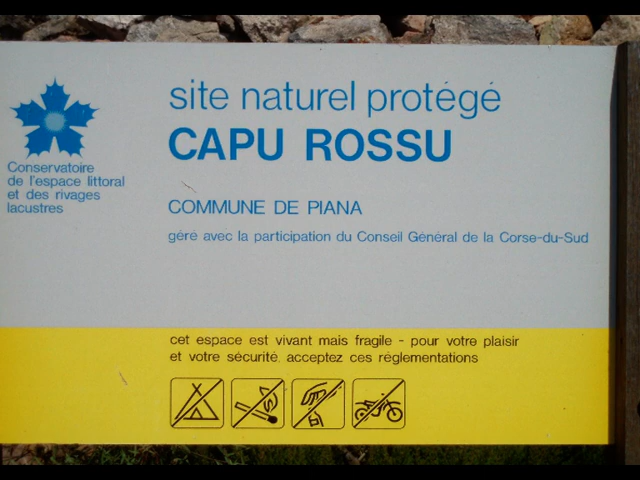 site naturel protégé
CAPU ROSSU
Conservatoire
de l'espace littoral
et des rivages
lacustres
COMMUNE DE PIANA
géré avec la participation du Conseil Général de la Corse-du-Sud
cet espace est vivant mais fragile - pour votre plaisir
et votre sécurité acceptez ces réglementations